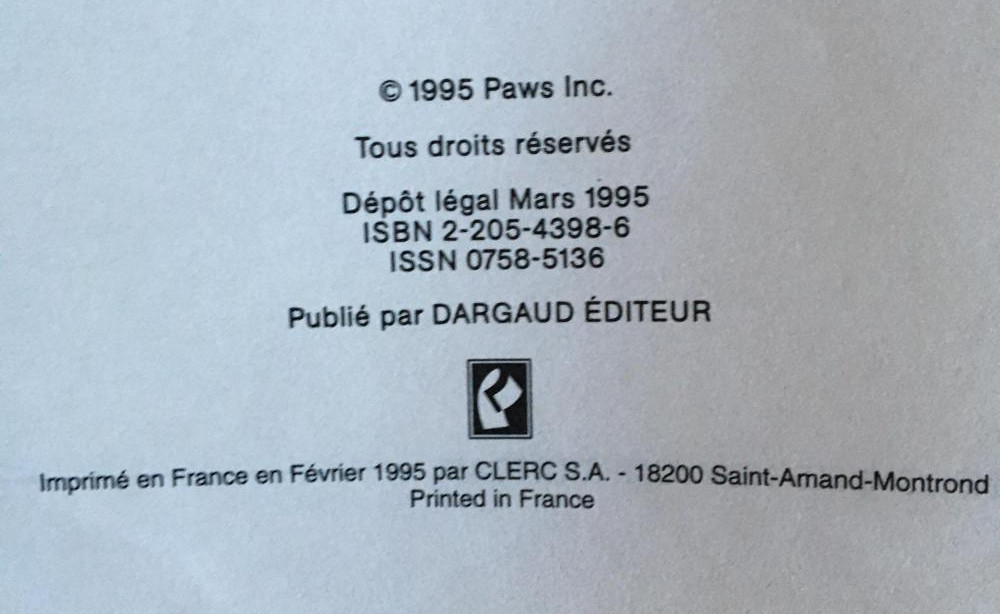 © 1995 Paws Inc.
Tous droits réservés
Dépôt légal Mars 1995
ISBN 2-205-4398-6
ISSN 0758-5136
Publié par DARGAUD ÉDITEUR
Imprimé en France en Février 1995 par CLERC S.A. - 18200 Saint-Amand-Montrond
Printed in France